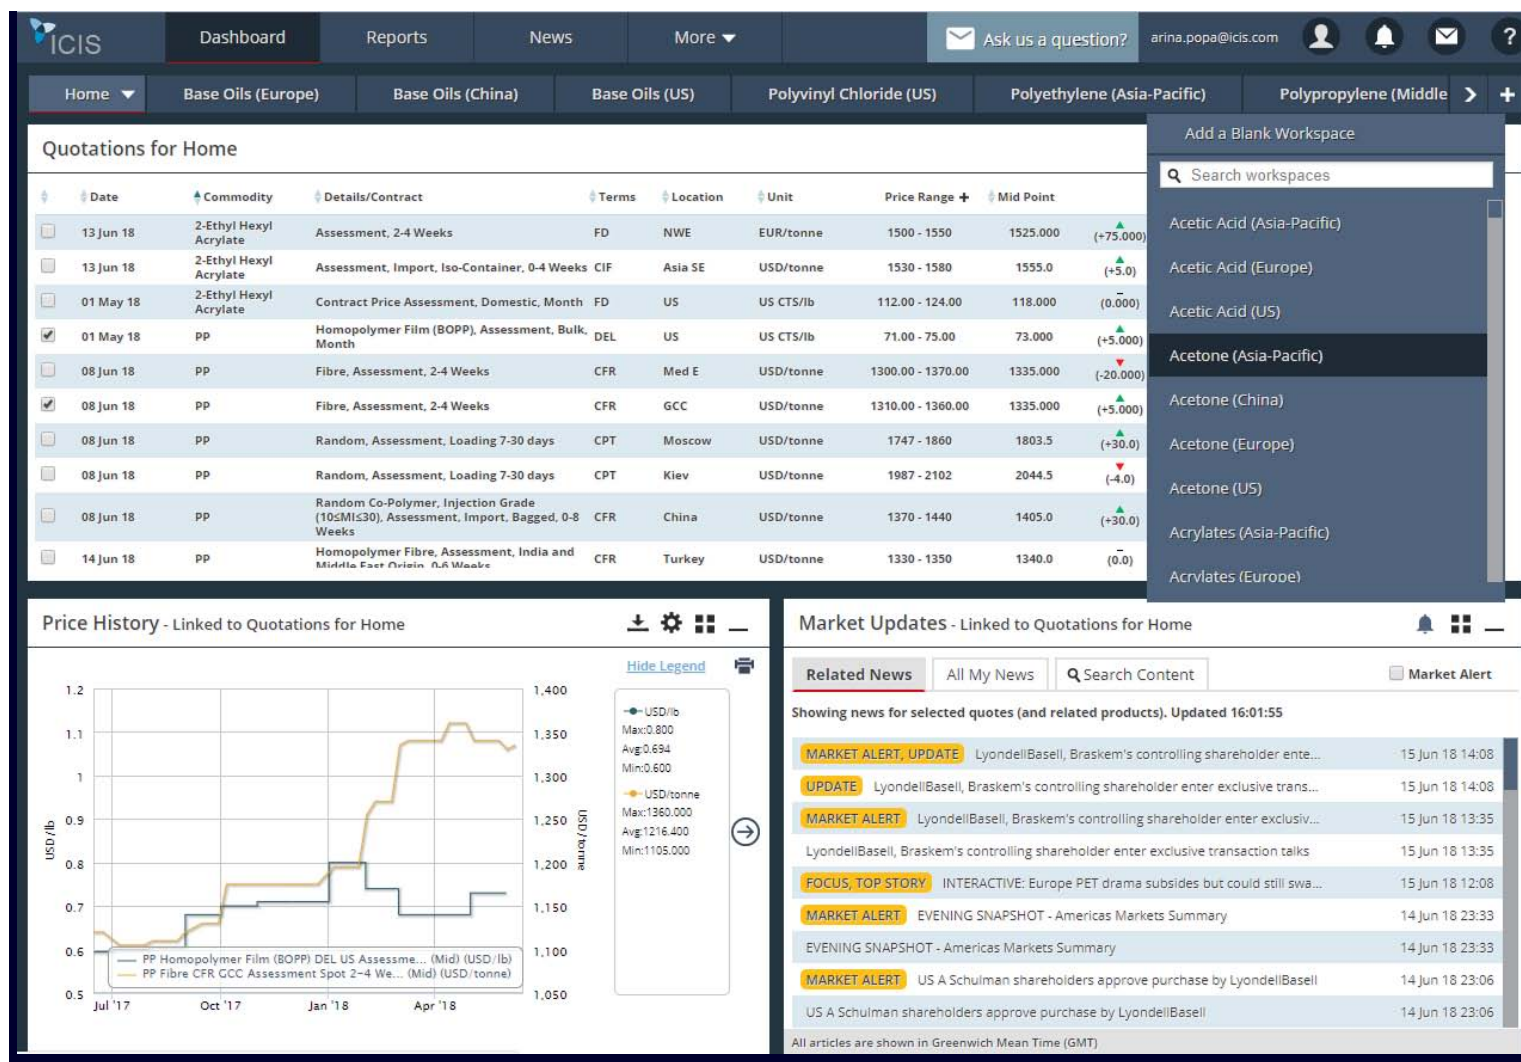 ICIS Dashboard Reports News More Ask us a question? arina.popa@icis.com ?
Home Base Oils (Europe) Base Oils (China) Base Oils (US) Polyvinyl Chloride (US) Polyethylene (Asia-Pacific) Polypropylene (Middle
Add a Blank Workspace
Search workspaces
Acetic Acid (Asia-Pacific)
Acetic Acid (Europe)
Acetic Acid (US)
Acetone (Asia-Pacific)
Acetone (China)
Acetone (Europe)
Acetone (US)
Acrylates (Asia-Pacific)
Acrylates (Europe)
Quotations for Home
Date Commodity Details/Contract Terms Location Unit Price Range Mid Point
13 Jun 18 2-Ethyl Hexyl Assessment, 2-4 Weeks FD NWE EUR/tonne 1500 - 1550 1525.000 (+75.000)
Acrylate
13 Jun 18 2-Ethyl Hexyl Assessment, Import, Iso-Container, 0-4 Weeks CIF Asia SE USD/tonne 1530 - 1580 1555.0 (+5.0)
Acrylate
01 May 18 2-Ethyl Hexyl Contract Price Assessment, Domestic, Month FD US US CTS/lb 112.00 - 124.00 118.000 (0.000)
Acrylate
01 May 18 PP Homopolymer Film (BOPP), Assessment, Bulk, DEL US US CTS/lb 71.00 - 75.00 73.000 (+5.000)
Month
08 Jun 18 PP Fibre, Assessment, 2-4 Weeks CFR Med E USD/tonne 1300.00 - 1370.00 1335.000 (-20.000)
08 Jun 18 PP Fibre, Assessment, 2-4 Weeks CFR GCC USD/tonne 1310.00 - 1360.00 1335.000 (+5.000)
08 Jun 18 PP Random, Assessment, Loading 7-30 days CPT Moscow USD/tonne 1747 - 1860 1803.5 (+30.0)
08 Jun 18 PP Random, Assessment, Loading 7-30 days CPT Kiev USD/tonne 1987 - 2102 2044.5 (-4.0)
Random Co-Polymer, Injection Grade
08 Jun 18 PP (10≤MI≤30), Assessment, Import, Bagged, 0-8 CFR China USD/tonne 1370 - 1440 1405.0 (+30.0)
Weeks
14 Jun 18 PP Homopolymer Fibre, Assessment, India and CFR Turkey USD/tonne 1330 - 1350 1340.0 (0.0)
Middle East Origin, 0-6 Weeks
Price History - Linked to Quotations for Home
Hide Legend
1.2
1.1
1
0.9
0.8
0.7
0.6
0.5
USD/lb
1,400
1,350
1,300
1,250
1,200
1,150
1,100
1,050
USD/tonne
Jul '17 Oct '17 Jan '18 Apr '18
PP Homopolymer Film (BOPP) DEL US Assessme... (Mid) (USD/lb)
PP Fibre CFR GCC Assessment Spot 2-4 We... (Mid) (USD/tonne)
USD/lb
Max:0.800
Avg:0.694
Min:0.600
USD/tonne
Max:1360.000
Avg:1216.400
Min:1105.000
Market Updates - Linked to Quotations for Home
Related News All My News Search Content Market Alert
Showing news for selected quotes (and related products). Updated 16:01:55
MARKET ALERT, UPDATE LyondellBasell, Braskem's controlling shareholder ente... 15 Jun 18 14:08
UPDATE LyondellBasell, Braskem's controlling shareholder enter exclusive trans... 15 Jun 18 14:08
MARKET ALERT LyondellBasell, Braskem's controlling shareholder enter exclusiv... 15 Jun 18 13:35
LyondellBasell, Braskem's controlling shareholder enter exclusive transaction talks 15 Jun 18 13:35
FOCUS, TOP STORY INTERACTIVE: Europe PET drama subsides but could still swa... 15 Jun 18 12:08
MARKET ALERT EVENING SNAPSHOT - Americas Markets Summary 14 Jun 18 23:33
EVENING SNAPSHOT - Americas Markets Summary 14 Jun 18 23:33
MARKET ALERT US A Schulman shareholders approve purchase by LyondellBasell 14 Jun 18 23:06
US A Schulman shareholders approve purchase by LyondellBasell 14 Jun 18 23:06
All articles are shown in Greenwich Mean Time (GMT)